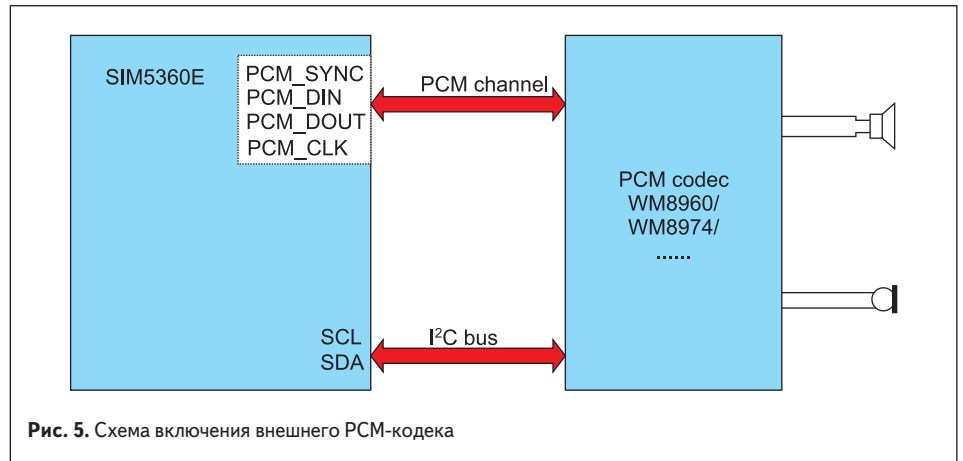 SIM5360E
PCM_SYNC
PCM_DIN
PCM_DOUT
PCM_CLK
PCM channel
PCM codec
WM8960/
WM8974/
......
SCL
SDA
I²C bus
Рис. 5. Схема включения внешнего PCM-кодека